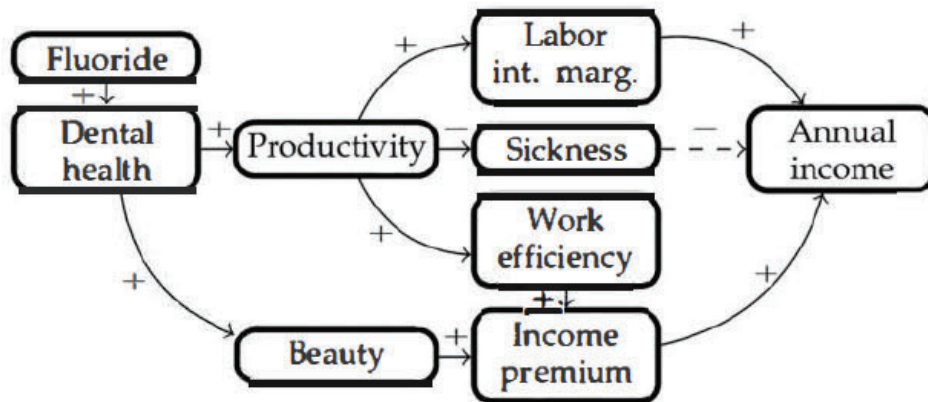 Fluoride
+
Dental
health
+
Productivity
+
Labor
int. marg.
+
−
Sickness
−
Annual
income
+
Work
efficiency
+
+
Beauty
+
Income
premium
+